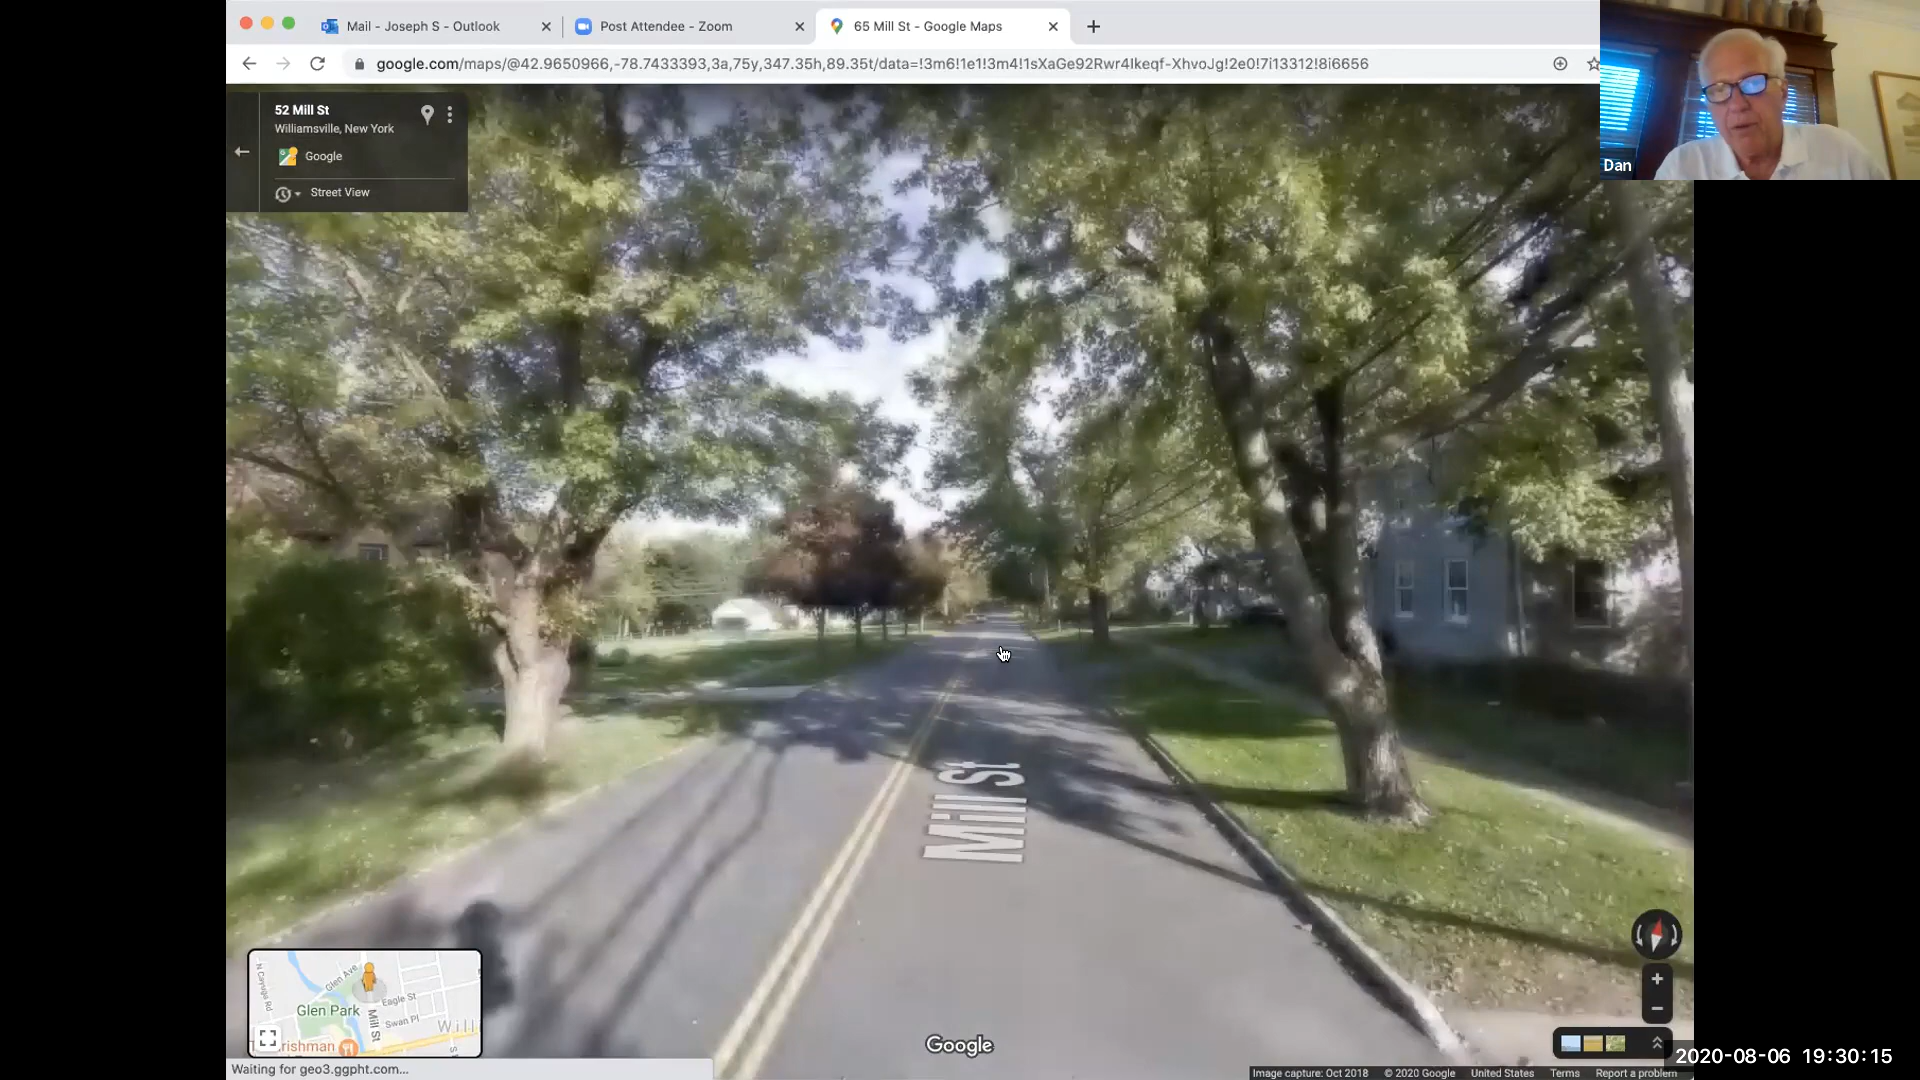 Mail - Joseph S - Outlook
Post Attendee - Zoom
65 Mill St - Google Maps
google.com/maps/@42.9650966,-78.7433393,3a,75y,347.35h,89.35t/data=!3m6!1e1!3m4!1sXaGe92Rwr4Ikeqf-XhvoJg!2e0!7i13312!8i6656
Dan
52 Mill St
Williamsville, New York
Google
Street View
Mill St
N Cayuga Rd
Glen Ave
Eagle St
Glen Park
Mill St
Swan Pl
Will
rishman
Google
Waiting for geo3.ggpht.com...
Image capture: Oct 2018 © 2020 Google United States Terms Report a problem
2020-08-06 19:30:15